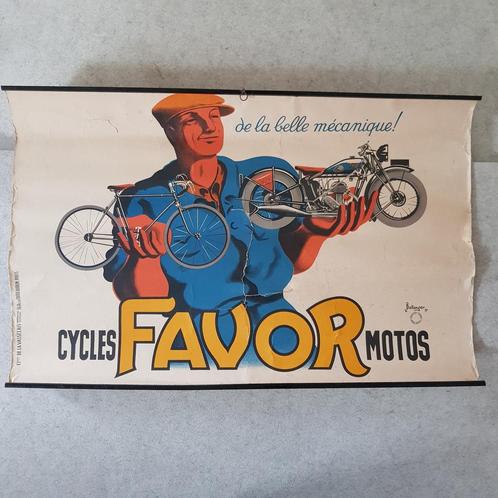 de la belle mécanique!
CYCLES FAVOR MOTOS